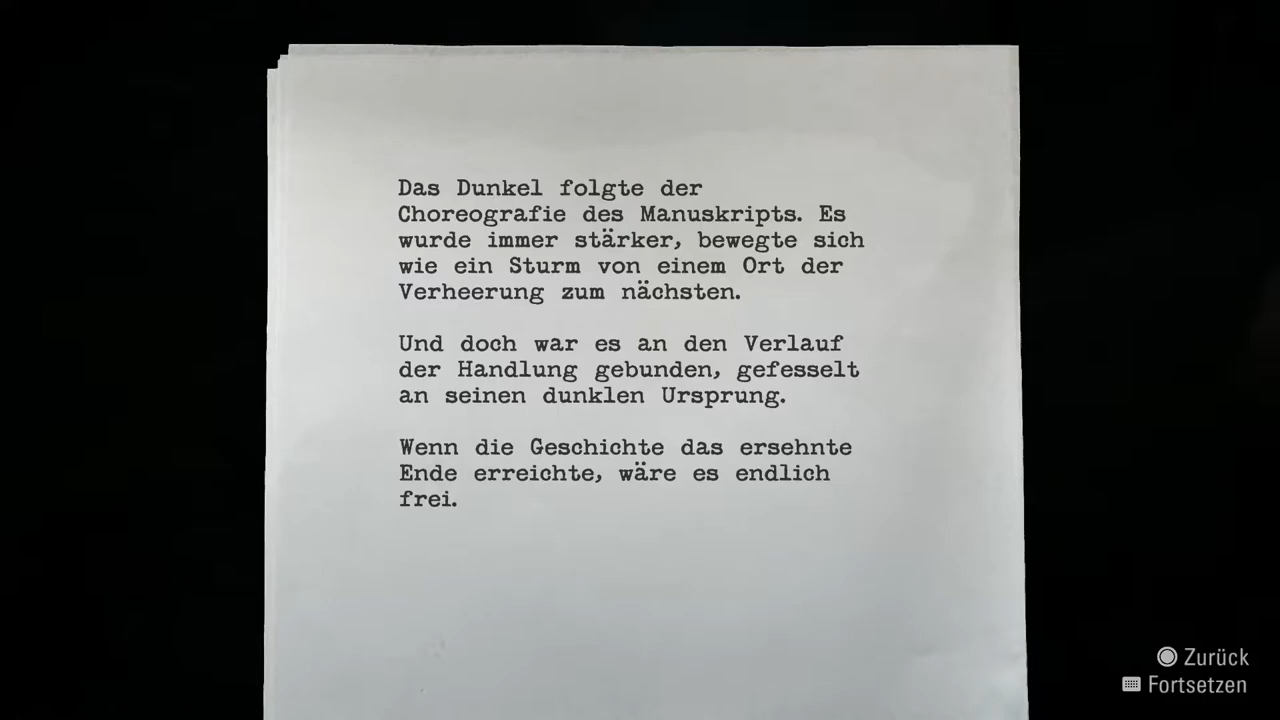 Das Dunkel folgte der
Choreografie des Manuskripts. Es
wurde immer stärker, bewegte sich
wie ein Sturm von einem Ort der
Verheerung zum nächsten.
Und doch war es an den Verlauf
der Handlung gebunden, gefesselt
an seinen dunklen Ursprung.
Wenn die Geschichte das ersehnte
Ende erreichte, wäre es endlich
frei.
Zurück
Fortsetzen